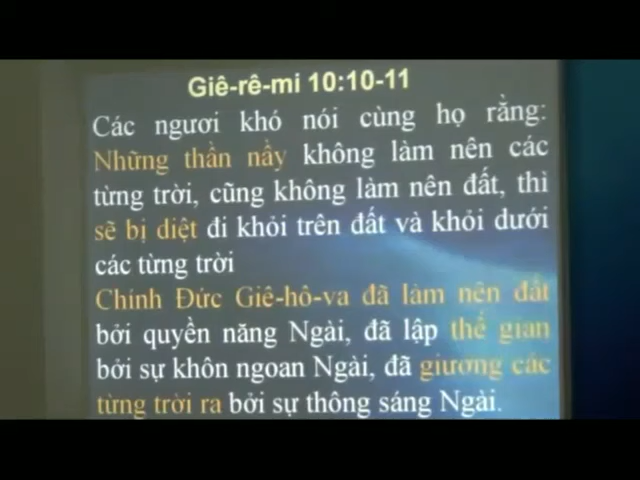 Giê-rê-mi 10:10-11
Các ngươi khó nói cùng họ rằng:
Những thần nầy không làm nên các
từng trời, cũng không làm nên đất, thì
sẽ bị diệt đi khỏi trên đất và khỏi dưới
các từng trời
Chính Đức Giê-hô-va đã làm nên đất
bởi quyền năng Ngài, đã lập thế gian
bởi sự khôn ngoan Ngài, đã giương các
từng trời ra bởi sự thông sáng Ngài.